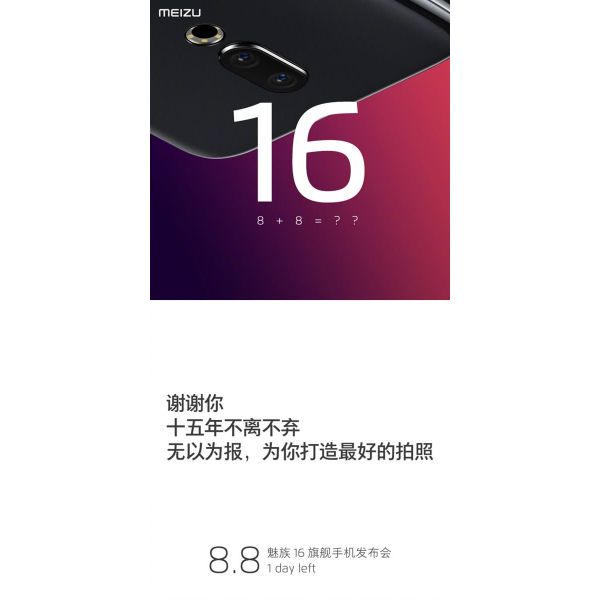 MEIZU
16
8 + 8 = ? ?
谢谢你
十五年不离不弃
无以为报，为你打造最好的拍照
8.8
魅族 16 旗舰手机发布会
1 day left